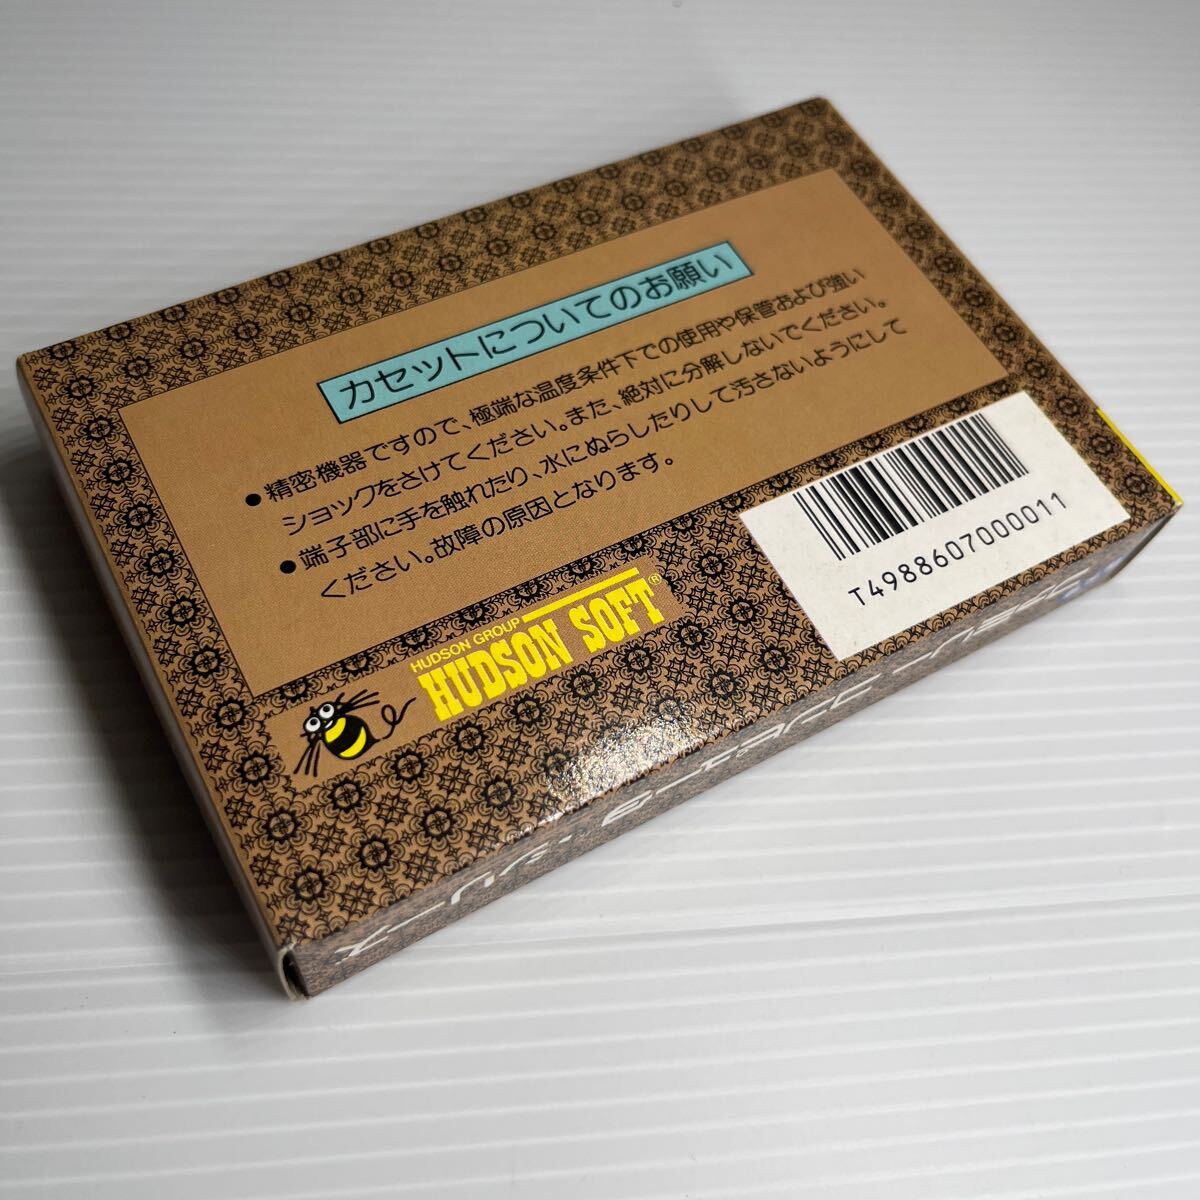 カセットについてのお願い
●精密機器ですので、極端な温度条件下での使用や保管および強い
ショックをさけてください。また、絶対に分解しないでください。
●端子部に手を触れたり、水にぬらしたりして汚さないようにして
ください。故障の原因となります。
HUDSON GROUP
HUDSON SOFT®
T4988607000011